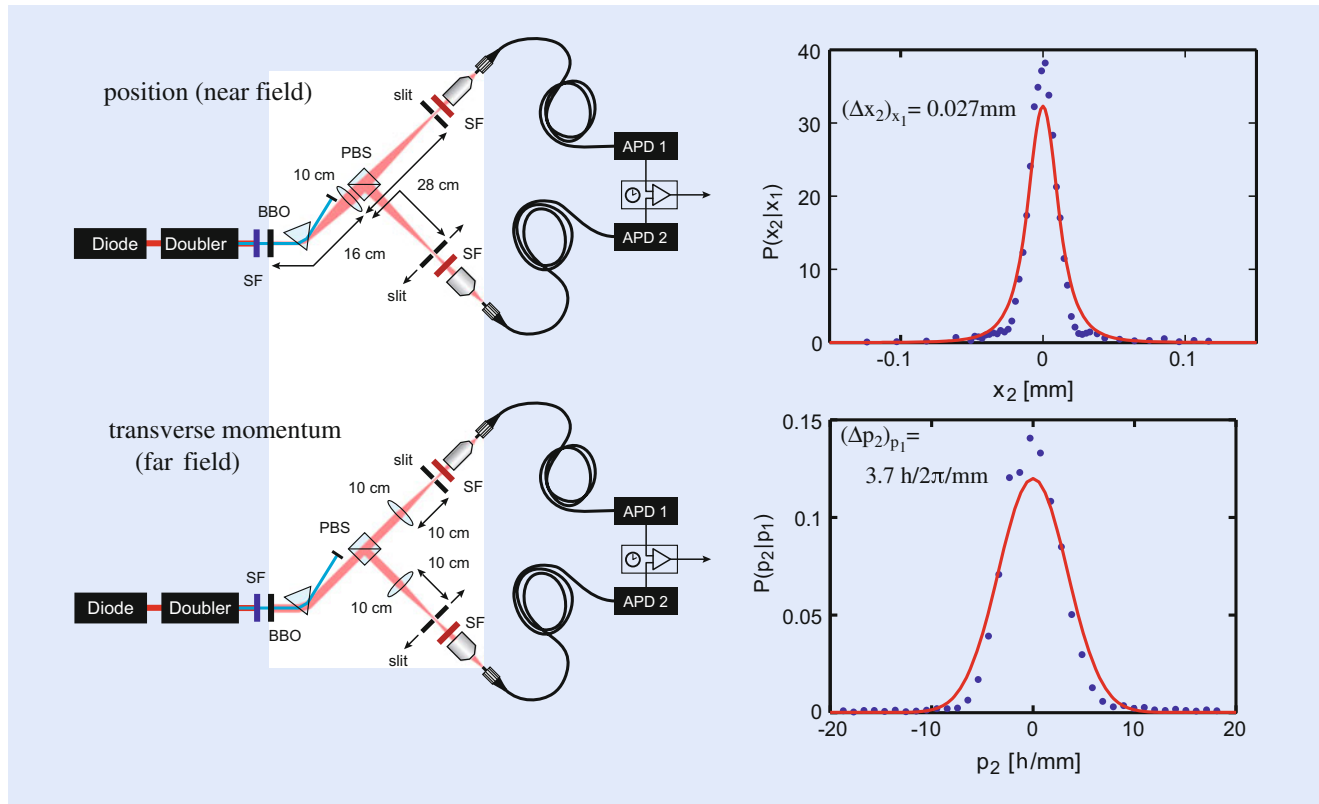 position (near field)
slit
SF
PBS
10 cm
28 cm
BBO
Diode
Doubler
16 cm
SF
SF
slit
APD 1
APD 2
40
30
20
10
0
P(x₂|x₁)
(Δx₂)ₓ₁= 0.027mm
-0.1
0
0.1
x₂ [mm]
transverse momentum
(far field)
slit
SF
10 cm
10 cm
PBS
10 cm
10 cm
SF
Diode
Doubler
BBO
SF
slit
APD 1
APD 2
0.15
0.1
0.05
0
P(p₂|p₁)
(Δp₂)ₚ₁=
3.7 h/2π/mm
-20
-10
0
10
20
p₂ [h/mm]